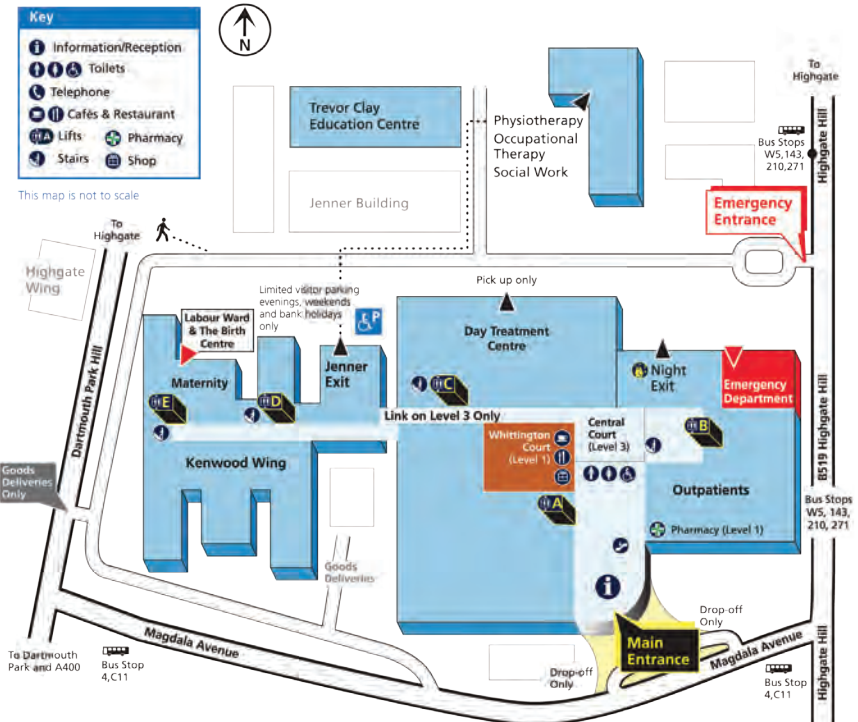 Key
Information/Reception
Toilets
Telephone
Cafés & Restaurant
A Lifts
Pharmacy
Stairs
Shop
This map is not to scale
N
To
Highgate
Trevor Clay
Education Centre
Physiotherapy
Occupational
Therapy
Social Work
Jenner Building
Bus Stops
W5,143,
210,271
Highgate Hill
Emergency
Entrance
To
Highgate
Highgate
Wing
Pick up only
Limited visitor parking
evenings, weekends
and bank holidays
only
P
Labour Ward
& The Birth
Centre
Day Treatment
Centre
Jenner
Exit
Night
Exit
Emergency
Department
Maternity
E
D
C
B
Link on Level 3 Only
Central
Court
(Level 3)
Whittington
Court
(Level 1)
Kenwood Wing
A
Outpatients
Pharmacy (Level 1)
Dartmouth Park Hill
B519 Highgate Hill
Goods
Deliveries
Only
Bus Stops
W5, 143,
210, 271
Goods
Deliveries
i
Drop-off
Only
Main
Entrance
Magdala Avenue
Magdala Avenue
Drop-off
Only
Highgate Hill
To Dartmouth
Park and A400
Bus Stop
4,C11
Bus Stop
4,C11